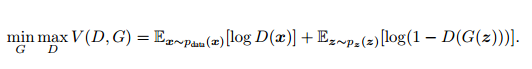 min_G max_D V(D, G) = 𝔼_{x∼p_data(x)}[log D(x)] + 𝔼_{z∼p_z(z)}[log(1 − D(G(z)))].